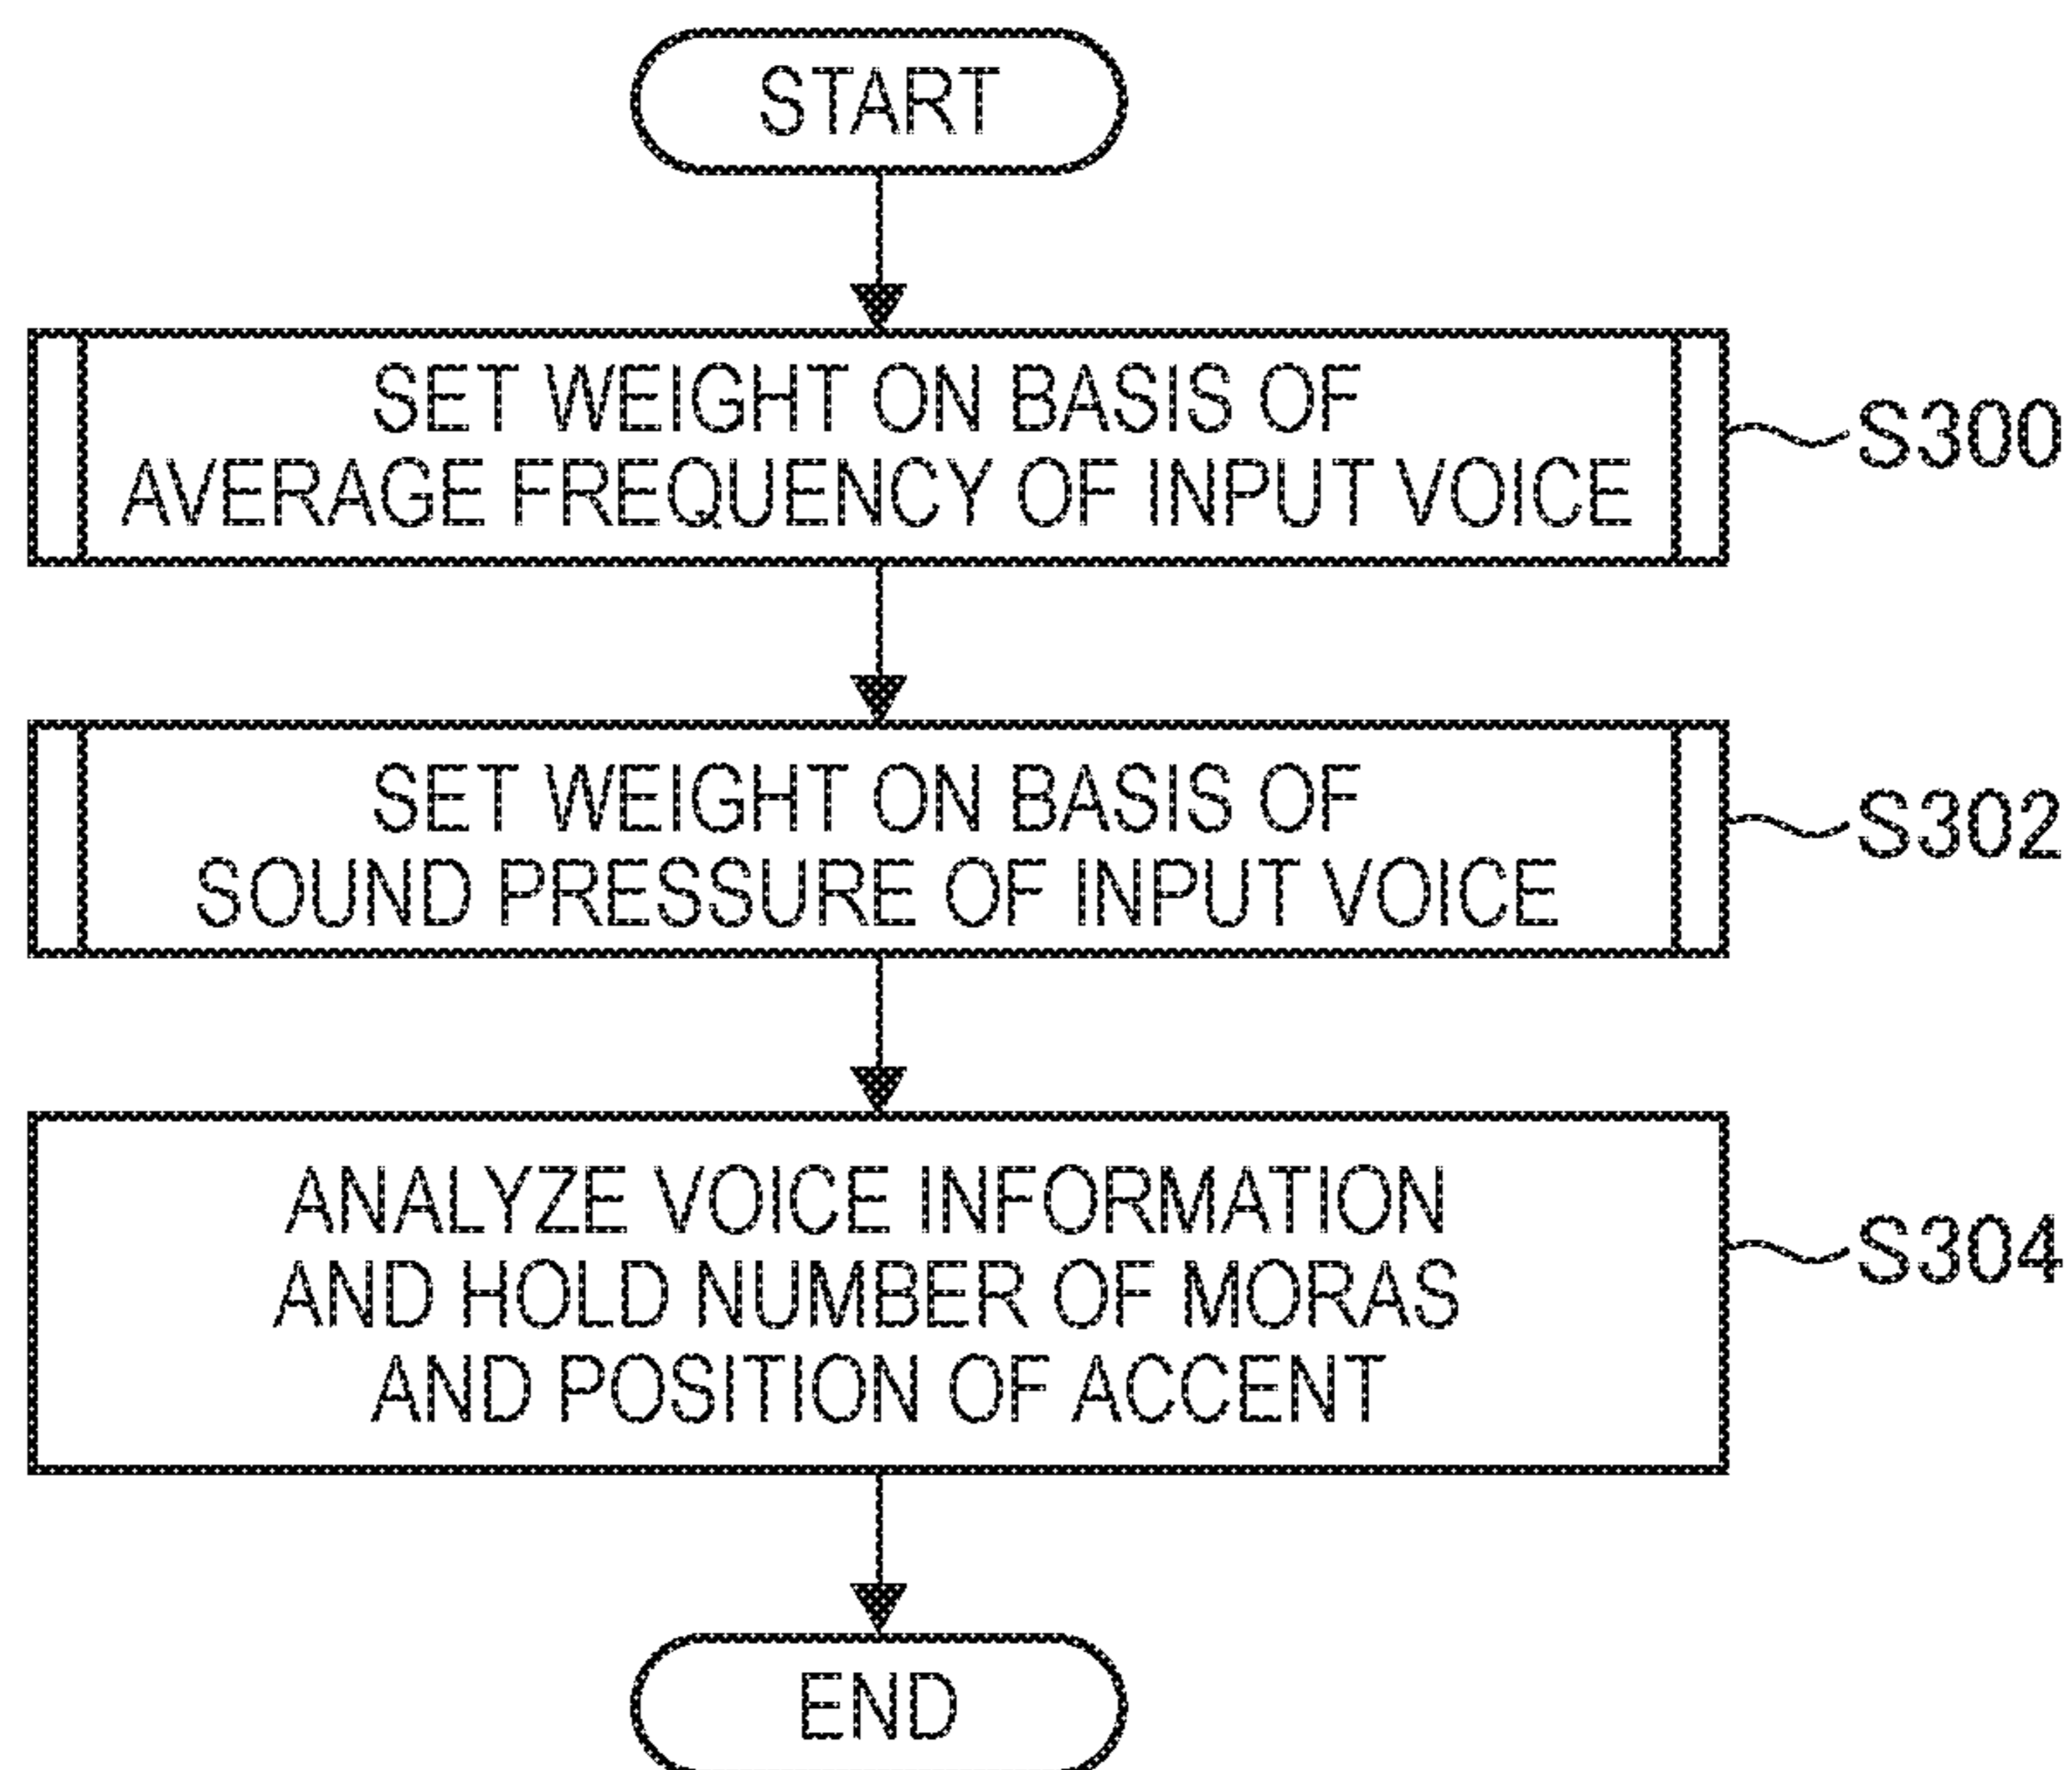 START
SET WEIGHT ON BASIS OF
AVERAGE FREQUENCY OF INPUT VOICE
S300
SET WEIGHT ON BASIS OF
SOUND PRESSURE OF INPUT VOICE
S302
ANALYZE VOICE INFORMATION
AND HOLD NUMBER OF MORAS
AND POSITION OF ACCENT
S304
END